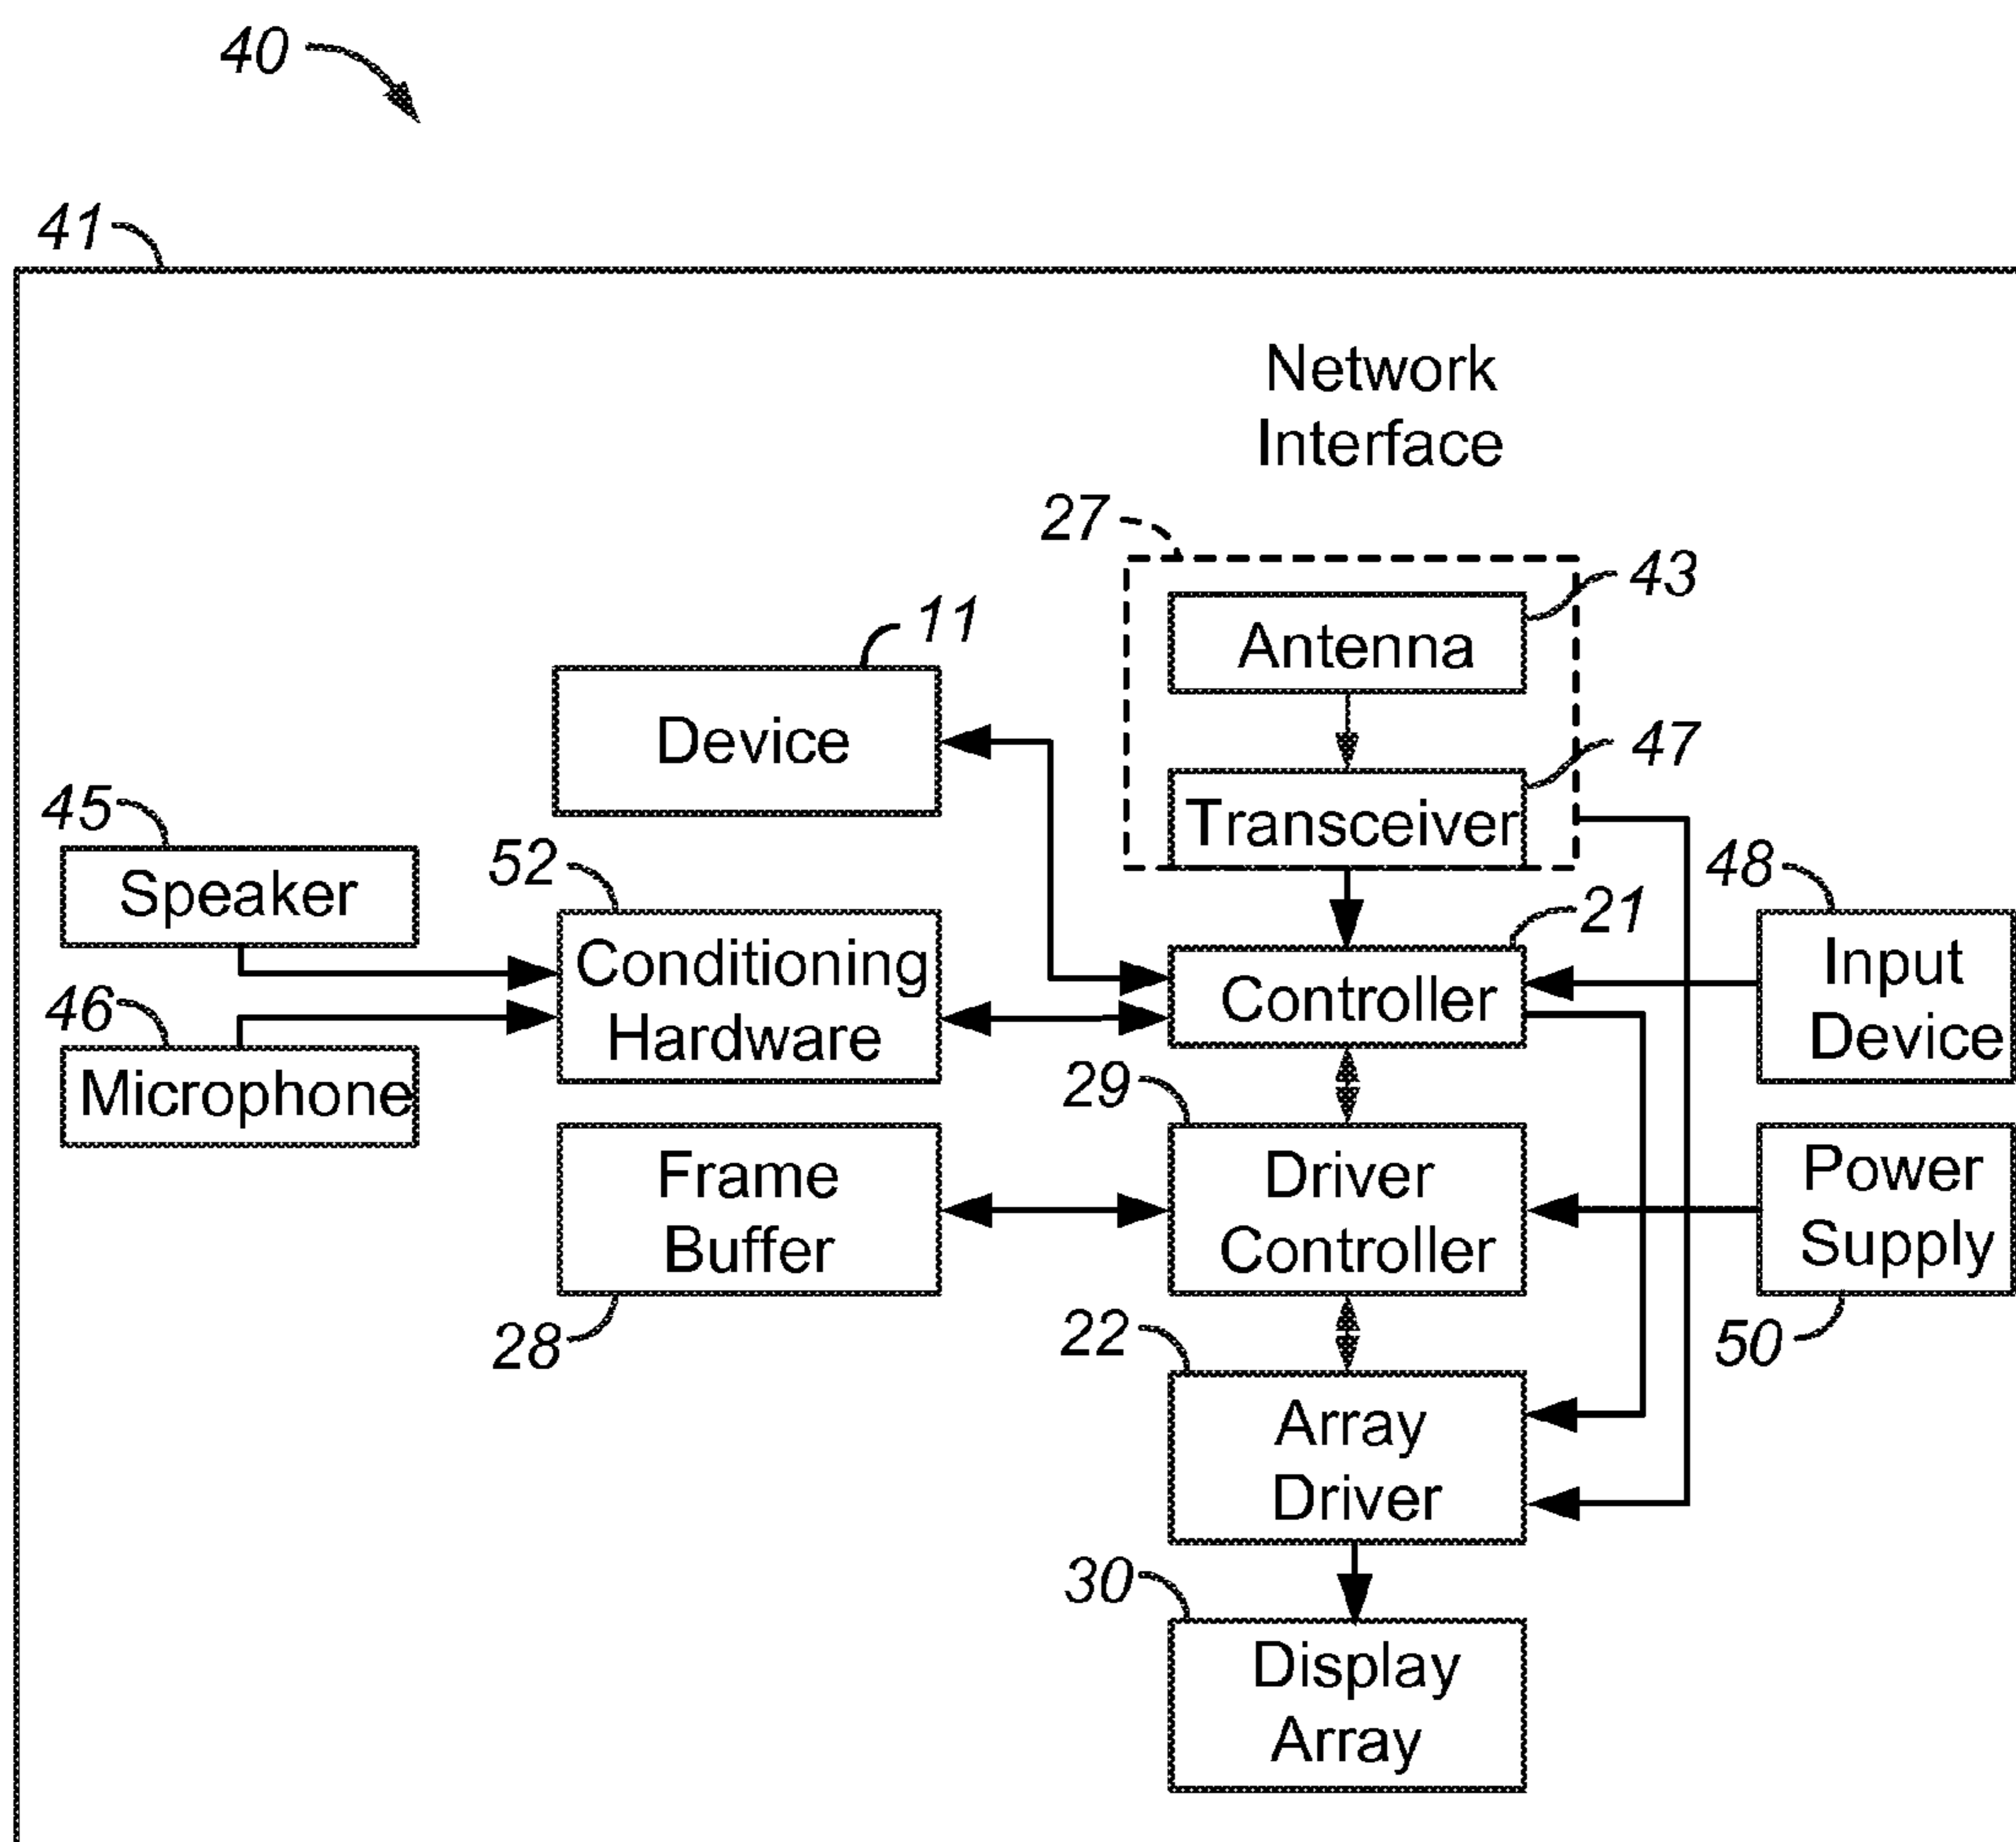 40
41
Network
Interface
27
43
Antenna
11
Device
47
Transceiver
45
Speaker
52
Conditioning
Hardware
48
Input
Device
21
Controller
46
Microphone
29
Driver
Controller
Frame
Buffer
28
Power
Supply
50
22
Array
Driver
30
Display
Array